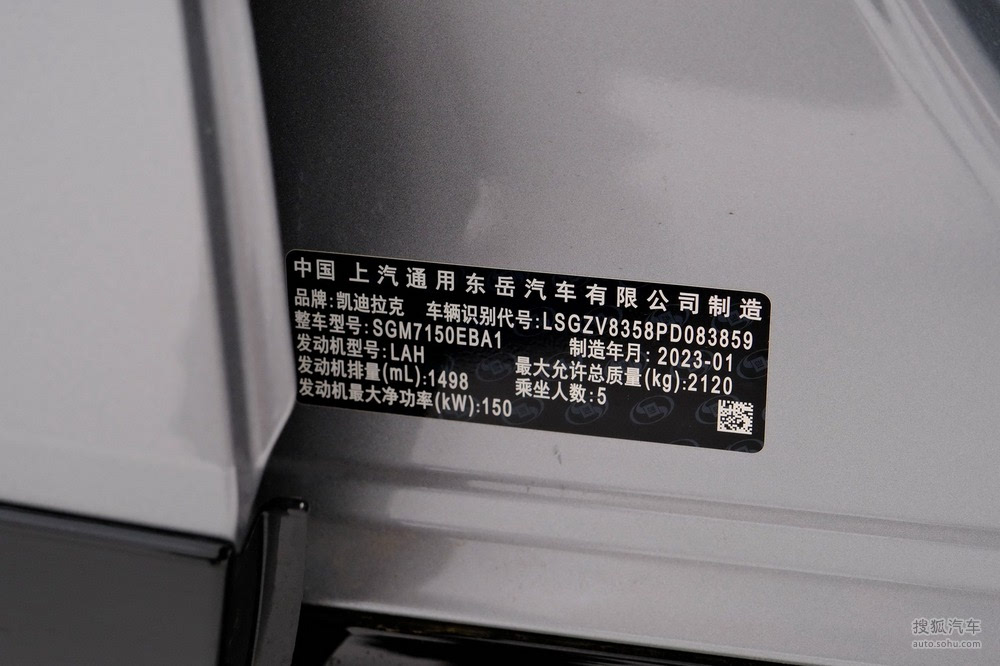 中国 上汽通用东岳汽车有限公司制造
品牌:凯迪拉克 车辆识别代号:LSGZV8358PD083859
整车型号:SGM7150EBA1 制造年月:2023-01
发动机型号:LAH 最大允许总质量(kg):2120
发动机排量(mL):1498 乘坐人数:5
发动机最大净功率(kW):150
搜狐汽车
auto.sohu.com